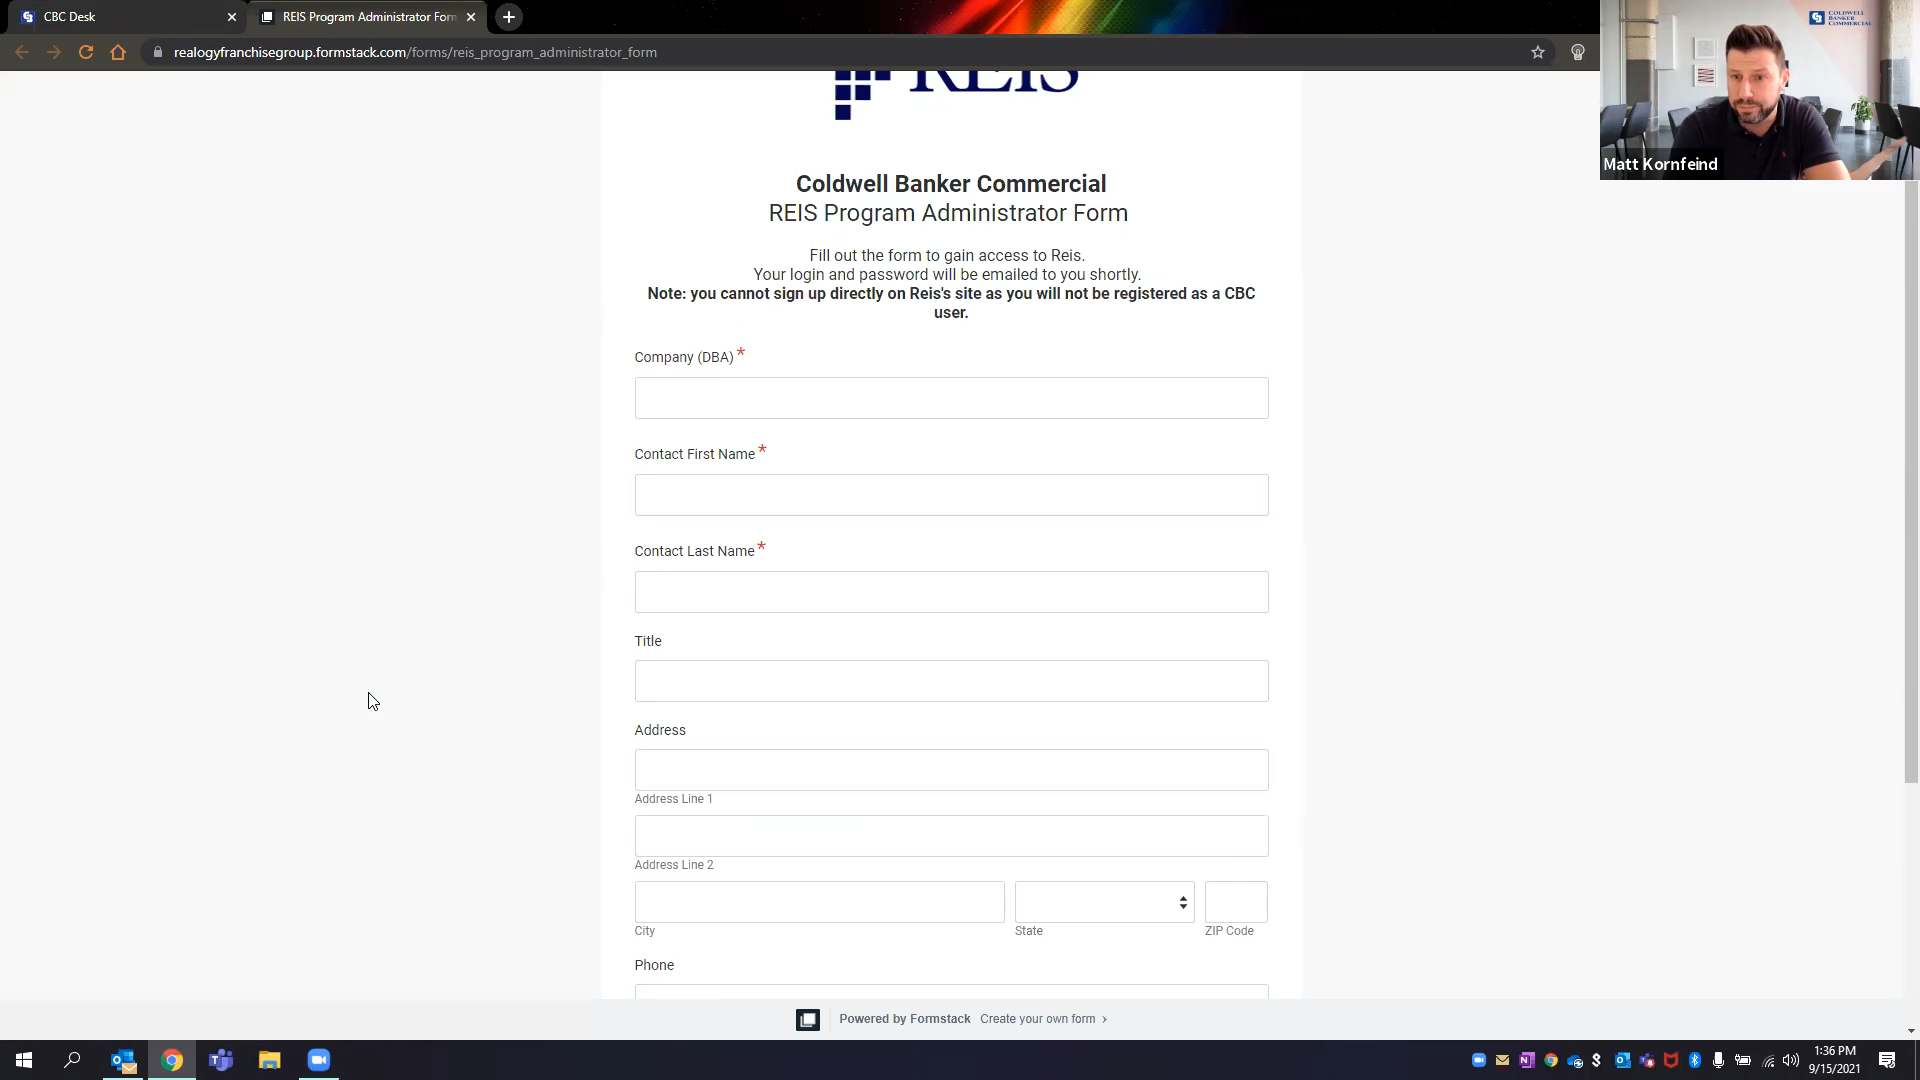 CBC Desk
REIS Program Administrator Form
realogyfranchisegroup.formstack.com/forms/reis_program_administrator_form
COLDWELL
BANKER
COMMERCIAL
Matt Kornfeind
REIS
Coldwell Banker Commercial
REIS Program Administrator Form
Fill out the form to gain access to Reis.
Your login and password will be emailed to you shortly.
Note: you cannot sign up directly on Reis's site as you will not be registered as a CBC
user.
Company (DBA) *
Contact First Name *
Contact Last Name *
Title
Address
Address Line 1
Address Line 2
City State ZIP Code
Phone
Powered by Formstack Create your own form ›
1:36 PM
9/15/2021